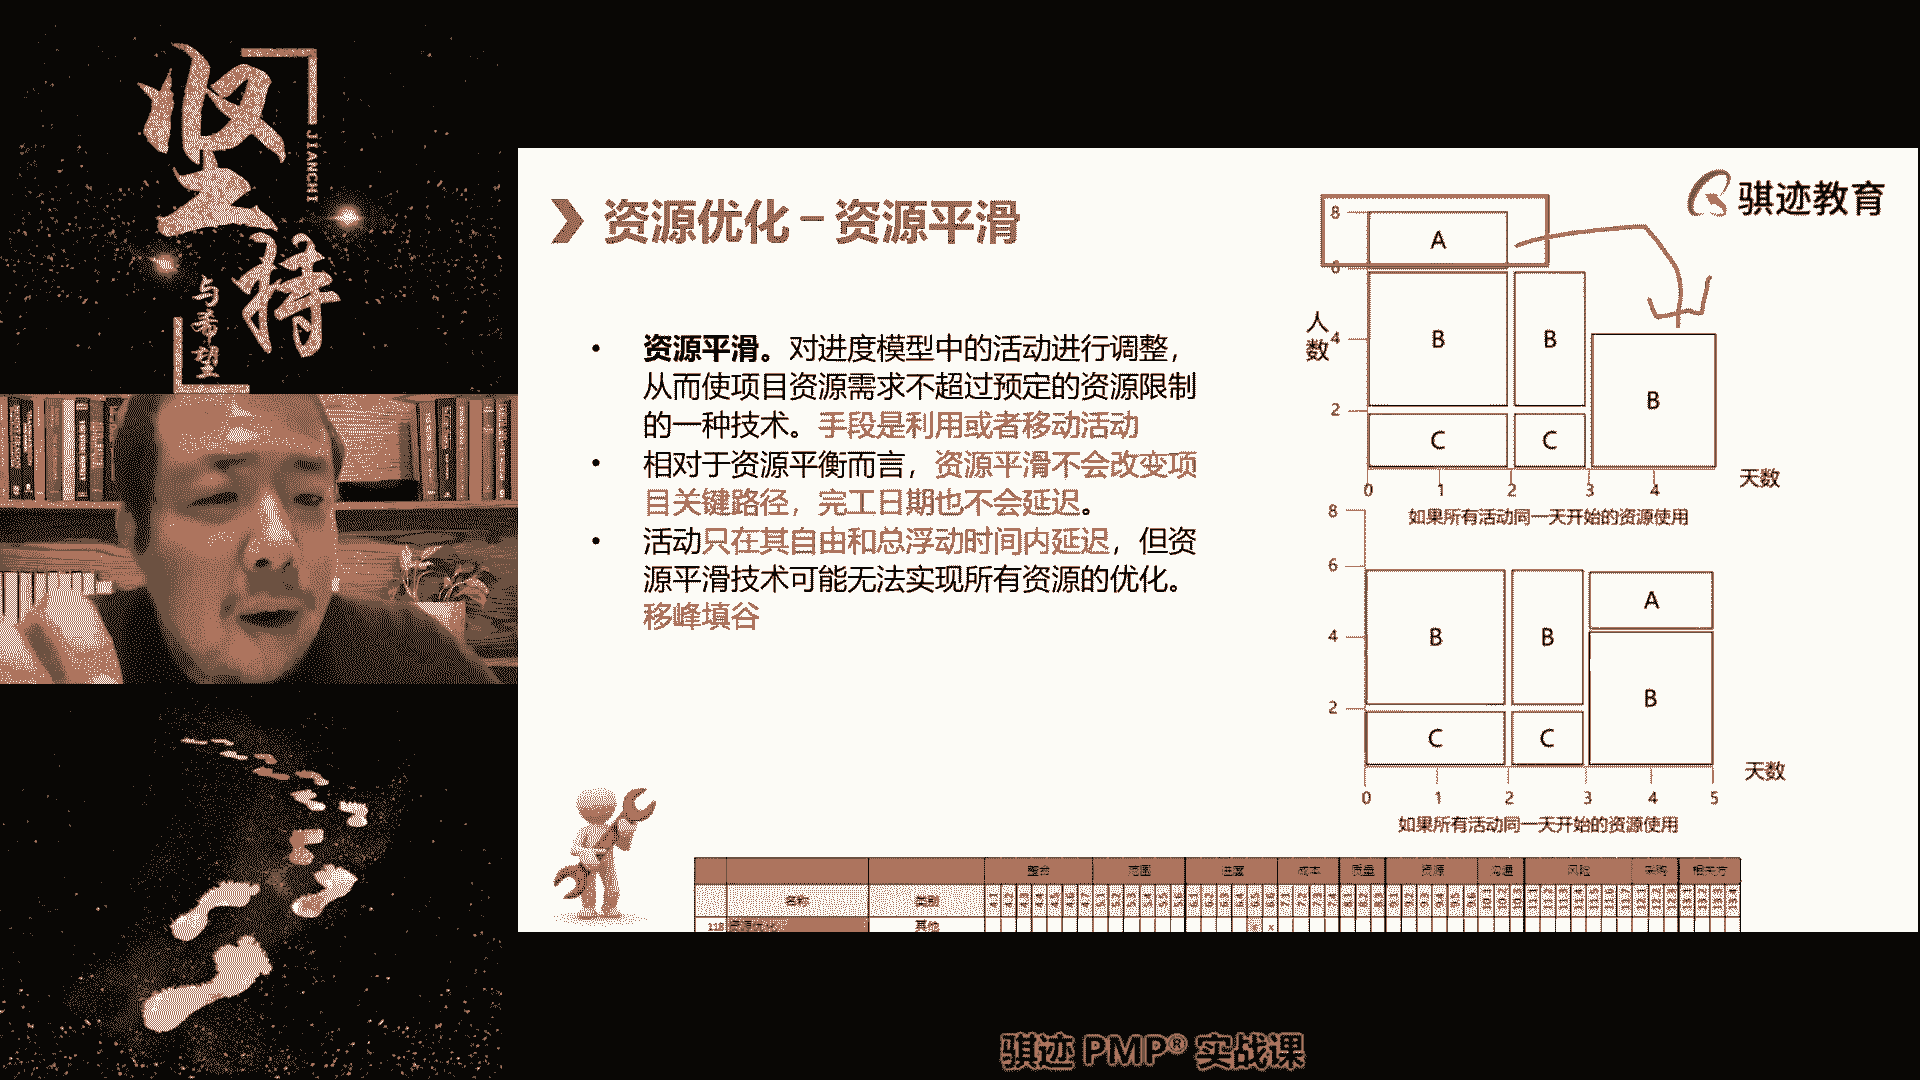 坚持
JIANCHI
与希望
资源优化－资源平滑
骐迹教育
• 资源平滑。对进度模型中的活动进行调整，
从而使项目资源需求不超过预定的资源限制
的一种技术。手段是利用或者移动活动
• 相对于资源平衡而言，资源平滑不会改变项
目关键路径，完工日期也不会延迟。
• 活动只在其自由和总浮动时间内延迟，但资
源平滑技术可能无法实现所有资源的优化。
移峰填谷
8
A
6
人数
4
B
B
B
2
C
C
0 1 2 3 4
天数
如果所有活动同一天开始的资源使用
8
6
A
4
B
B
B
2
C
C
0 1 2 3 4 5
天数
如果所有活动同一天开始的资源使用
整合 范围 进度 成本 质量 资源 沟通 风险 采购 相关方
名称 类别
118 资源优化 其他
骐迹 PMP® 实战课